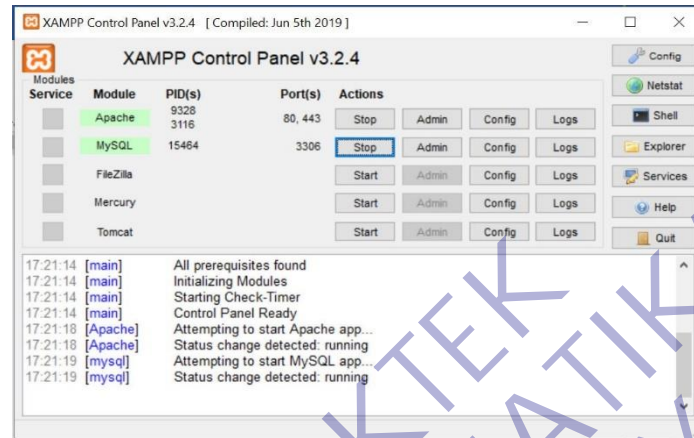 XAMPP Control Panel v3.2.4 [ Compiled: Jun 5th 2019 ]
XAMPP Control Panel v3.2.4
Config
Modules
Service Module PID(s) Port(s) Actions
Netstat
Apache 9328 3116 80, 443 Stop Admin Config Logs
Shell
MySQL 15464 3306 Stop Admin Config Logs
Explorer
FileZilla Start Admin Config Logs
Services
Mercury Start Admin Config Logs
Help
Tomcat Start Admin Config Logs
Quit
17:21:14 [main] All prerequisites found
17:21:14 [main] Initializing Modules
17:21:14 [main] Starting Check-Timer
17:21:14 [main] Control Panel Ready
17:21:18 [Apache] Attempting to start Apache app...
17:21:18 [Apache] Status change detected: running
17:21:19 [mysql] Attempting to start MySQL app...
17:21:19 [mysql] Status change detected: running